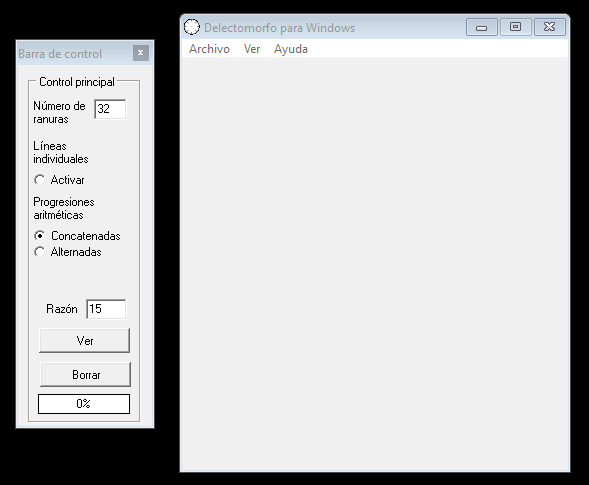 Barra de control
Control principal
Número de
ranuras
32
Líneas
individuales
Activar
Progresiones
aritméticas
Concatenadas
Alternadas
Razón 15
Ver
Borrar
0%
Delectomorfo para Windows
Archivo Ver Ayuda